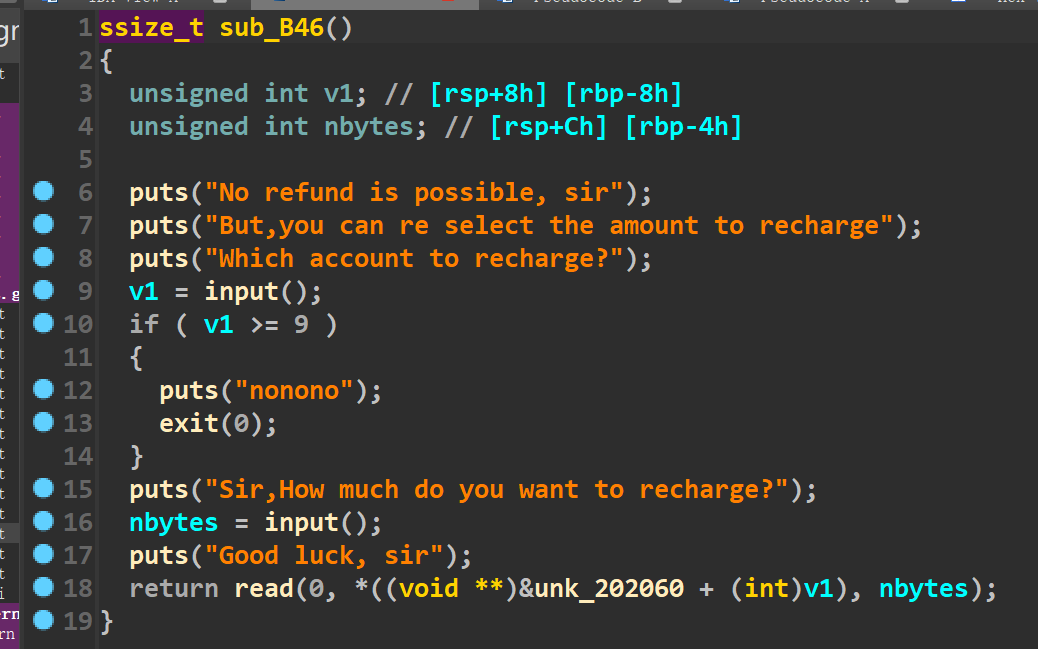 1 ssize_t sub_B46()
2 {
3 unsigned int v1; // [rsp+8h] [rbp-8h]
4 unsigned int nbytes; // [rsp+Ch] [rbp-4h]
5
6 puts("No refund is possible, sir");
7 puts("But,you can re select the amount to recharge");
8 puts("Which account to recharge?");
9 v1 = input();
10 if ( v1 >= 9 )
11 {
12 puts("nonono");
13 exit(0);
14 }
15 puts("Sir,How much do you want to recharge?");
16 nbytes = input();
17 puts("Good luck, sir");
18 return read(0, *((void **)&unk_202060 + (int)v1), nbytes);
19 }